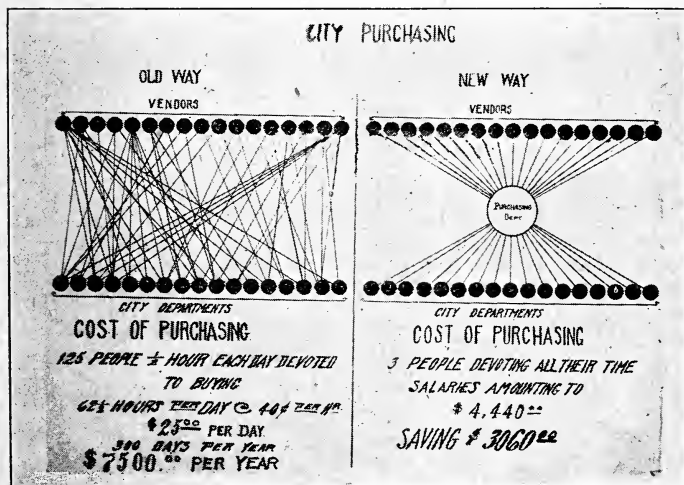 CITY PURCHASING
OLD WAY
VENDORS
CITY DEPARTMENTS
COST OF PURCHASING
125 PEOPLE ½ HOUR EACH DAY DEVOTED
TO BUYING
62½ HOURS PER DAY @ 40¢ PER HR.
$25.00 PER DAY
300 DAYS PER YEAR
$7500.00 PER YEAR
NEW WAY
VENDORS
PURCHASING
DEPT
CITY DEPARTMENTS
COST OF PURCHASING
3 PEOPLE DEVOTING ALL THEIR TIME
SALARIES AMOUNTING TO
$4,440.00
SAVING $3060.00